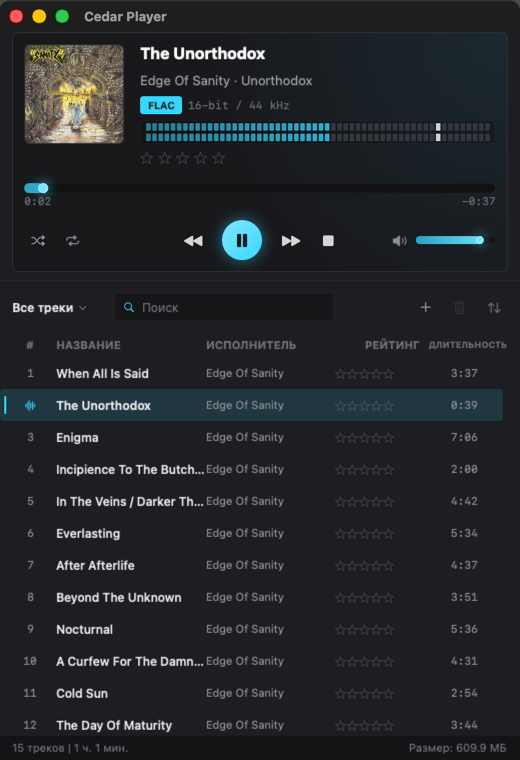 Cedar Player
The Unorthodox
Edge Of Sanity · Unorthodox
FLAC 16-bit / 44 kHz
0:02 -0:37
Все треки Поиск
# НАЗВАНИЕ ИСПОЛНИТЕЛЬ РЕЙТИНГ ДЛИТЕЛЬНОСТЬ
1 When All Is Said Edge Of Sanity 3:37
The Unorthodox Edge Of Sanity 0:39
3 Enigma Edge Of Sanity 7:06
4 Incipience To The Butch... Edge Of Sanity 2:00
5 In The Veins / Darker Th... Edge Of Sanity 4:42
6 Everlasting Edge Of Sanity 5:34
7 After Afterlife Edge Of Sanity 4:37
8 Beyond The Unknown Edge Of Sanity 3:51
9 Nocturnal Edge Of Sanity 5:36
10 A Curfew For The Damn... Edge Of Sanity 4:31
11 Cold Sun Edge Of Sanity 2:54
12 The Day Of Maturity Edge Of Sanity 3:44
15 треков | 1 ч. 1 мин. Размер: 609.9 МБ